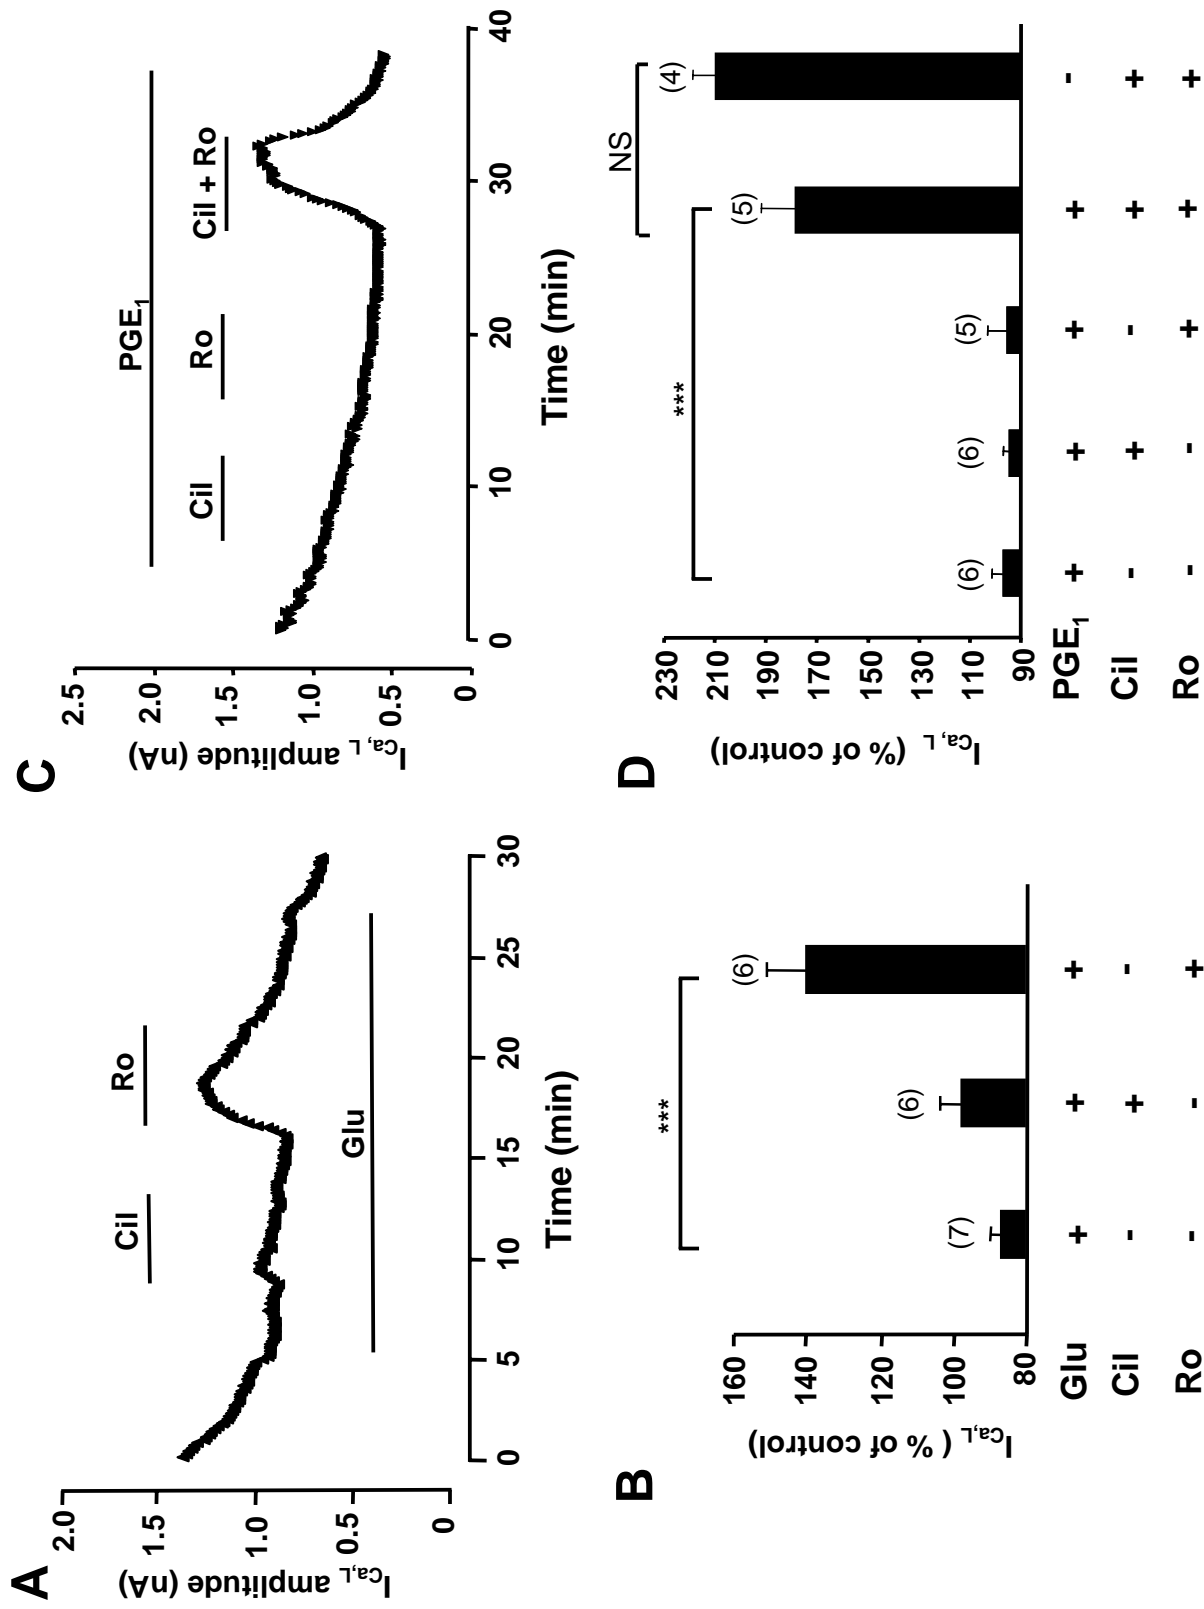 A
I Ca,L amplitude (nA)
2.0
1.5
1.0
0.5
0
Cil
Ro
Glu
0 5 10 15 20 25 30
Time (min)
B
I Ca,L ( % of control)
160
140
120
100
80
***
(7) (6) (6)
Glu + + +
Cil - + -
Ro - - +
C
I Ca, L amplitude (nA)
2.5
2.0
1.5
1.0
0.5
0
PGE1
Cil
Ro
Cil + Ro
0 10 20 30 40
Time (min)
D
I Ca, L (% of control)
230
210
190
170
150
130
110
90
NS
***
(6) (6) (5) (5) (4)
PGE1 + + + + -
Cil - + - + +
Ro - - + + +